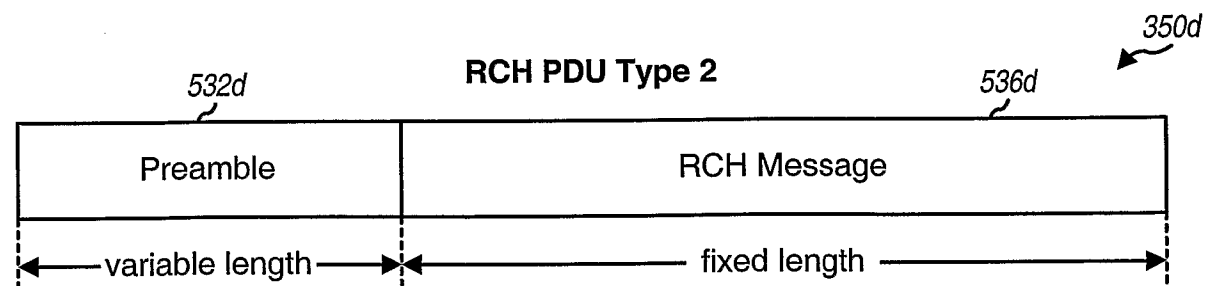 350d
RCH PDU Type 2
532d
536d
Preamble
RCH Message
variable length
fixed length